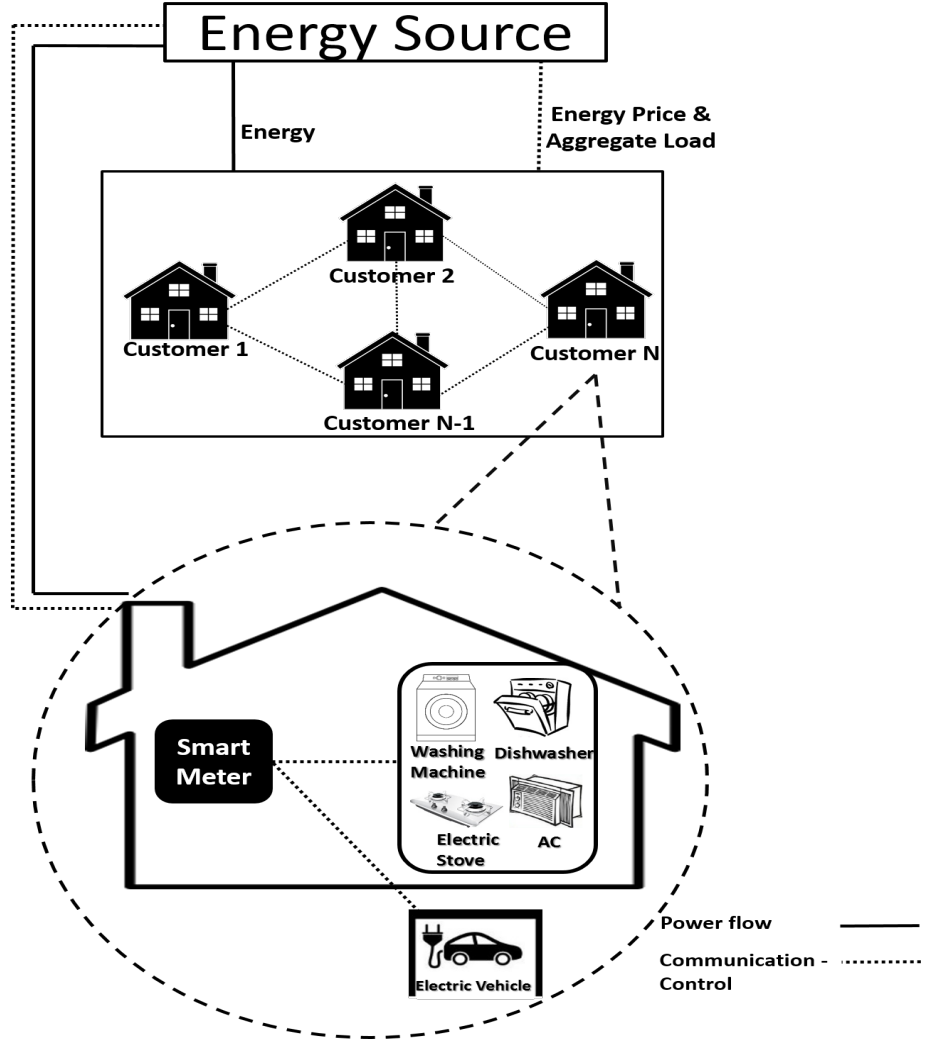 Energy Source
Energy
Energy Price &
Aggregate Load
Customer 2
Customer 1
Customer N
Customer N-1
Smart
Meter
Washing
Machine
Dishwasher
Electric
Stove
AC
Electric Vehicle
Power flow
Communication -
Control